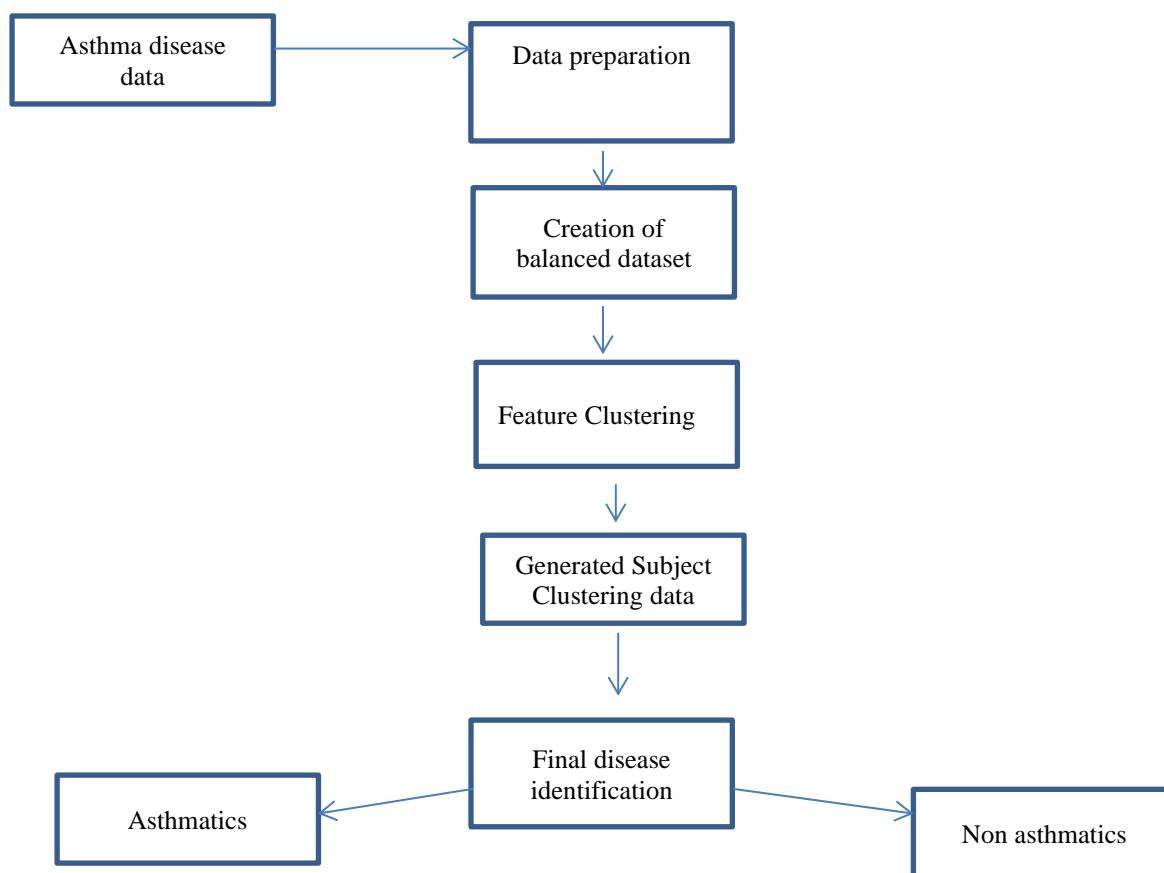 Asthma disease
data
Data preparation
Creation of
balanced dataset
Feature Clustering
Generated Subject
Clustering data
Final disease
identification
Asthmatics
Non asthmatics